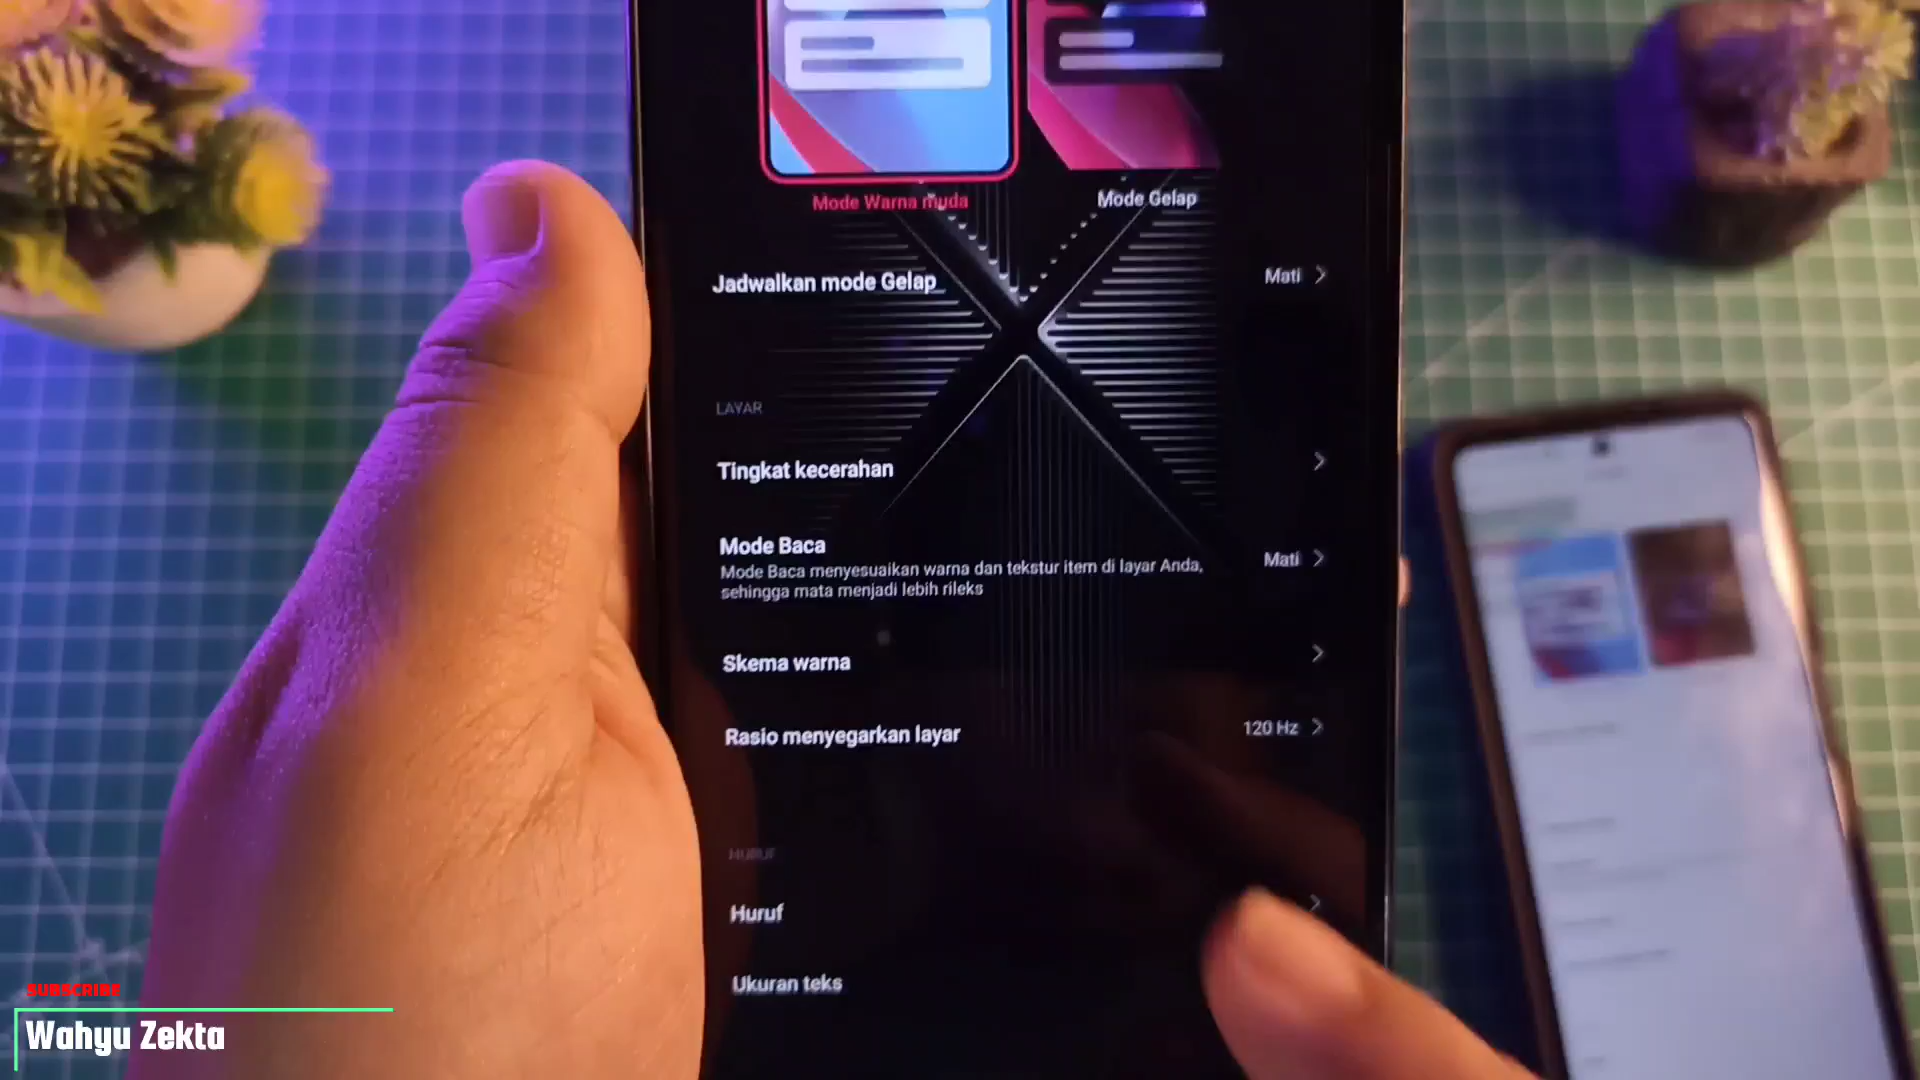 Mode Warna muda
Mode Gelap
Jadwalkan mode Gelap
Mati
LAYAR
Tingkat kecerahan
Mode Baca
Mode Baca menyesuaikan warna dan tekstur item di layar Anda,
sehingga mata menjadi lebih rileks
Mati
Skema warna
Rasio menyegarkan layar
120 Hz
HURUF
Huruf
Ukuran teks
SUBSCRIBE
Wahyu Zekta